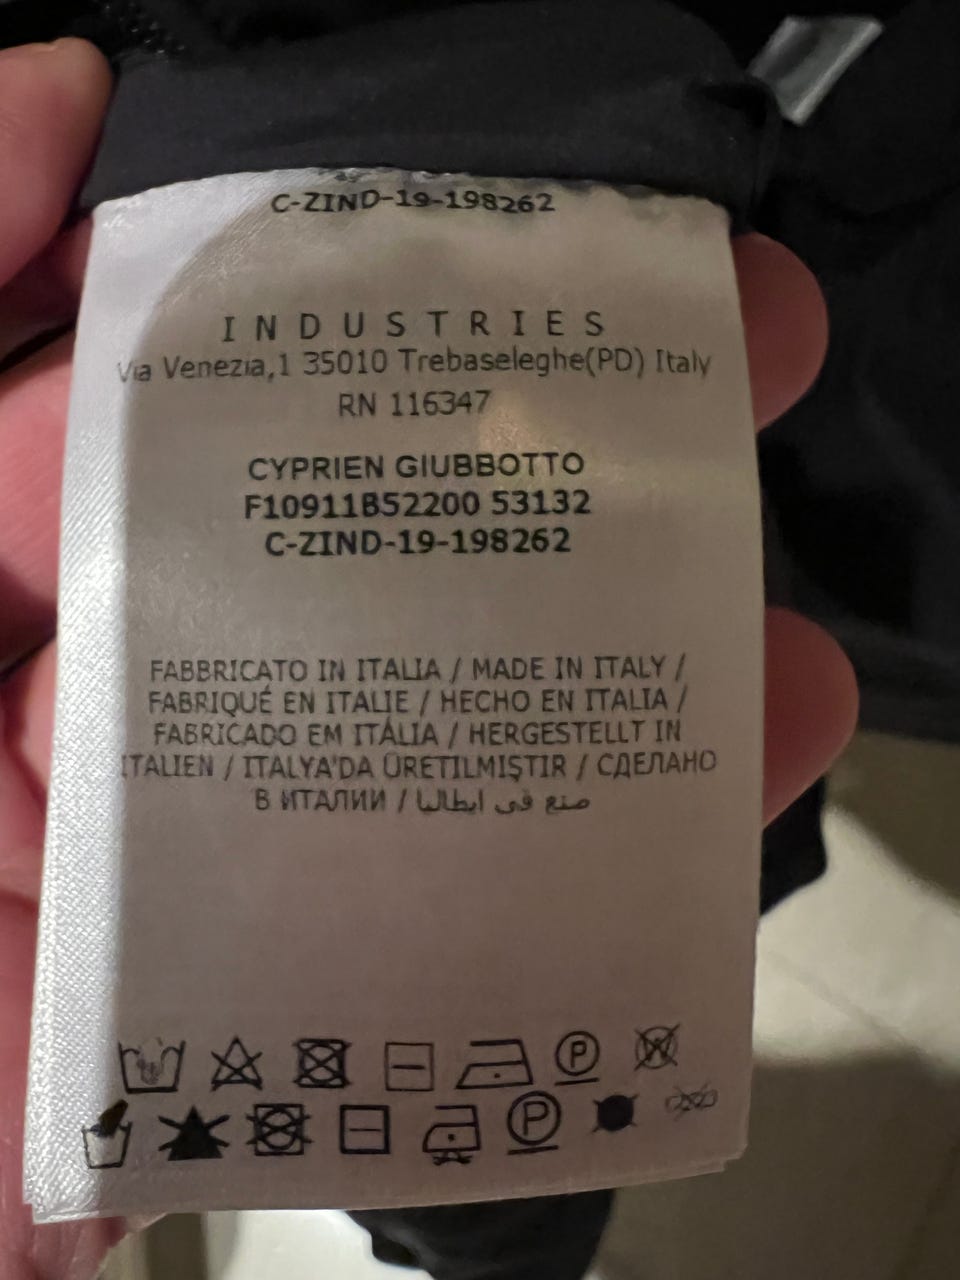 C-ZIND-19-198262
INDUSTRIES
Via Venezia,1 35010 Trebaseleghe(PD) Italy
RN 116347
CYPRIEN GIUBBOTTO
F10911B52200 53132
C-ZIND-19-198262
FABBRICATO IN ITALIA / MADE IN ITALY /
FABRIQUÉ EN ITALIE / HECHO EN ITALIA /
FABRICADO EM ITÁLIA / HERGESTELLT IN
ITALIEN / ITALYA'DA ÜRETILMIŞTIR / СДЕЛАНО
В ИТАЛИИ / صنع في ايطاليا
P W
P